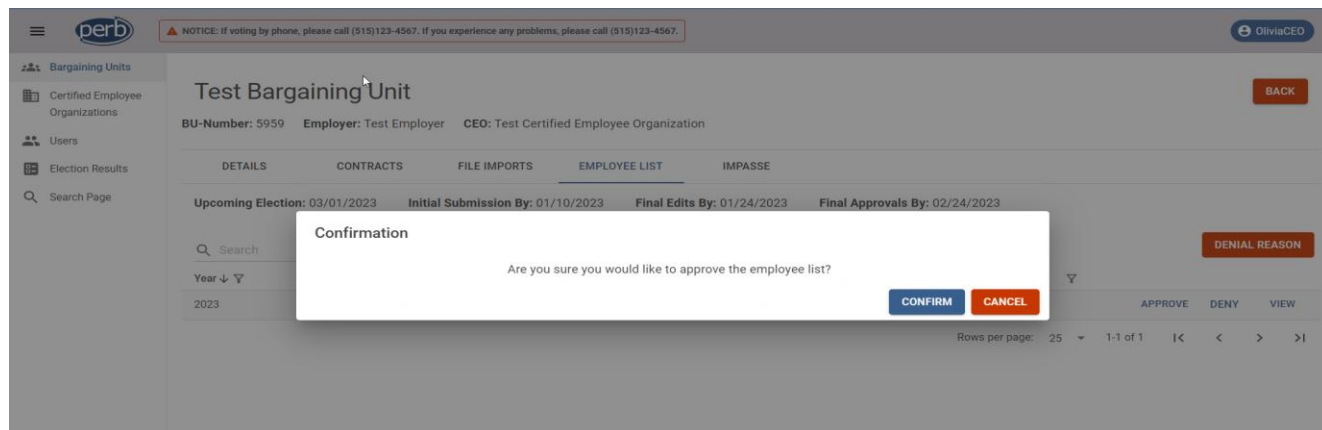 perb
NOTICE: If voting by phone, please call (515)123-4567. If you experience any problems, please call (515)123-4567.
OliviaCEO
Bargaining Units
Certified Employee
Organizations
Users
Election Results
Search Page
Test Bargaining Unit
BACK
BU-Number: 5959 Employer: Test Employer CEO: Test Certified Employee Organization
DETAILS CONTRACTS FILE IMPORTS EMPLOYEE LIST IMPASSE
Upcoming Election: 03/01/2023 Initial Submission By: 01/10/2023 Final Edits By: 01/24/2023 Final Approvals By: 02/24/2023
Search
DENIAL REASON
Confirmation
Are you sure you would like to approve the employee list?
CONFIRM CANCEL
Year
2023 APPROVE DENY VIEW
Rows per page: 25 1-1 of 1